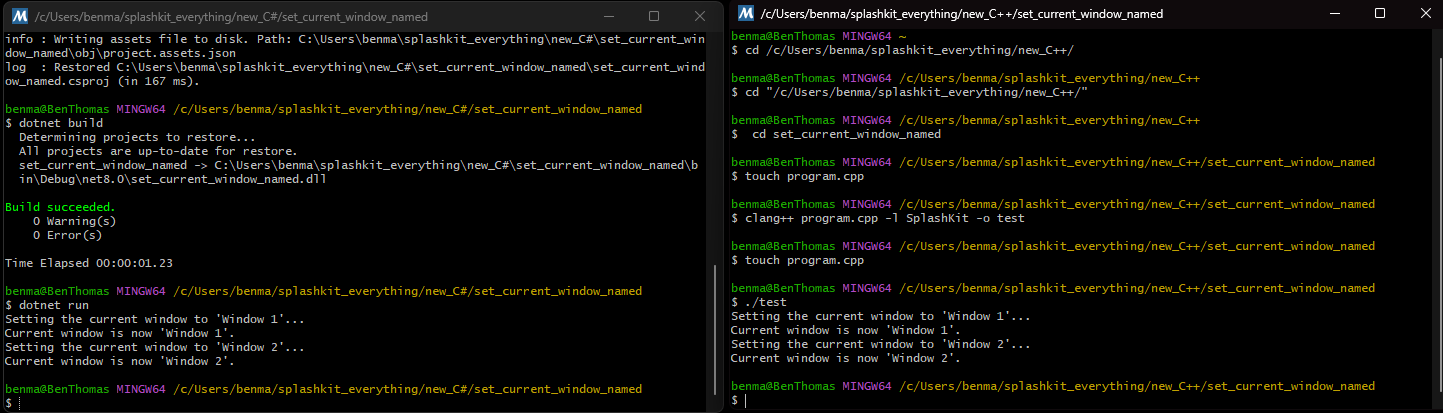 /c/Users/benma/splashkit_everything/new_C#/set_current_window_named
info : Writing assets file to disk. Path: C:\Users\benma\splashkit_everything\new_C#\set_current_win
dow_named\obj\project.assets.json
log  : Restored C:\Users\benma\splashkit_everything\new_C#\set_current_window_named\set_current_wind
ow_named.csproj (in 167 ms).
benma@BenThomas MINGW64 /c/Users/benma/splashkit_everything/new_C#/set_current_window_named
$ dotnet build
  Determining projects to restore...
  All projects are up-to-date for restore.
  set_current_window_named -> C:\Users\benma\splashkit_everything\new_C#\set_current_window_named\b
  in\Debug\net8.0\set_current_window_named.dll
Build succeeded.
    0 Warning(s)
    0 Error(s)
Time Elapsed 00:00:01.23
benma@BenThomas MINGW64 /c/Users/benma/splashkit_everything/new_C#/set_current_window_named
$ dotnet run
Setting the current window to 'Window 1'...
Current window is now 'Window 1'.
Setting the current window to 'Window 2'...
Current window is now 'Window 2'.
benma@BenThomas MINGW64 /c/Users/benma/splashkit_everything/new_C#/set_current_window_named
$
/c/Users/benma/splashkit_everything/new_C++/set_current_window_named
benma@BenThomas MINGW64 ~
$ cd /c/Users/benma/splashkit_everything/new_C++/
benma@BenThomas MINGW64 /c/Users/benma/splashkit_everything/new_C++
$ cd "/c/Users/benma/splashkit_everything/new_C++/"
benma@BenThomas MINGW64 /c/Users/benma/splashkit_everything/new_C++
$  cd set_current_window_named
benma@BenThomas MINGW64 /c/Users/benma/splashkit_everything/new_C++/set_current_window_named
$ touch program.cpp
benma@BenThomas MINGW64 /c/Users/benma/splashkit_everything/new_C++/set_current_window_named
$ clang++ program.cpp -l SplashKit -o test
benma@BenThomas MINGW64 /c/Users/benma/splashkit_everything/new_C++/set_current_window_named
$ touch program.cpp
benma@BenThomas MINGW64 /c/Users/benma/splashkit_everything/new_C++/set_current_window_named
$ ./test
Setting the current window to 'Window 1'...
Current window is now 'Window 1'.
Setting the current window to 'Window 2'...
Current window is now 'Window 2'.
benma@BenThomas MINGW64 /c/Users/benma/splashkit_everything/new_C++/set_current_window_named
$